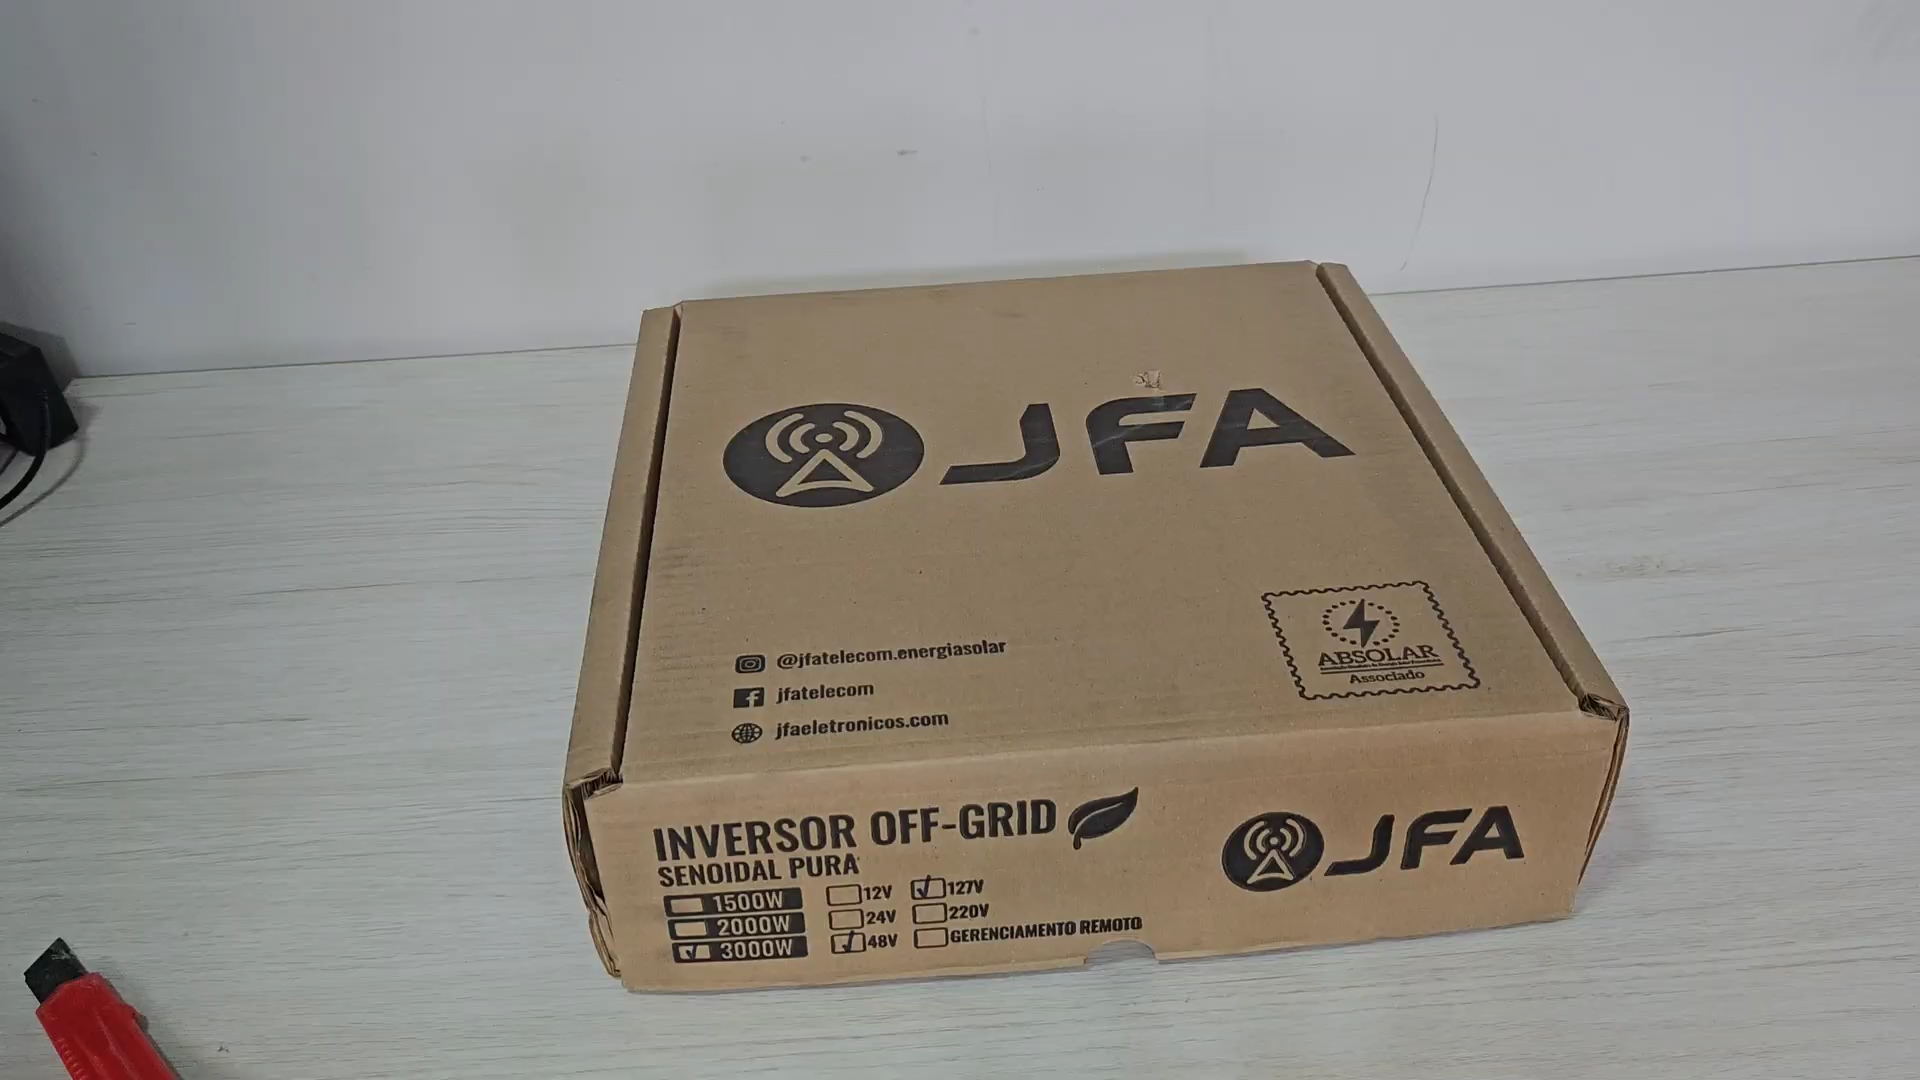 JFA
@jfatelecom.energiasolar
jfatelecom
jfaeletronicos.com
ABSOLAR
Associado
INVERSOR OFF-GRID
SENOIDAL PURA
1500W
2000W
3000W
12V
24V
48V
127V
220V
GERENCIAMENTO REMOTO
JFA